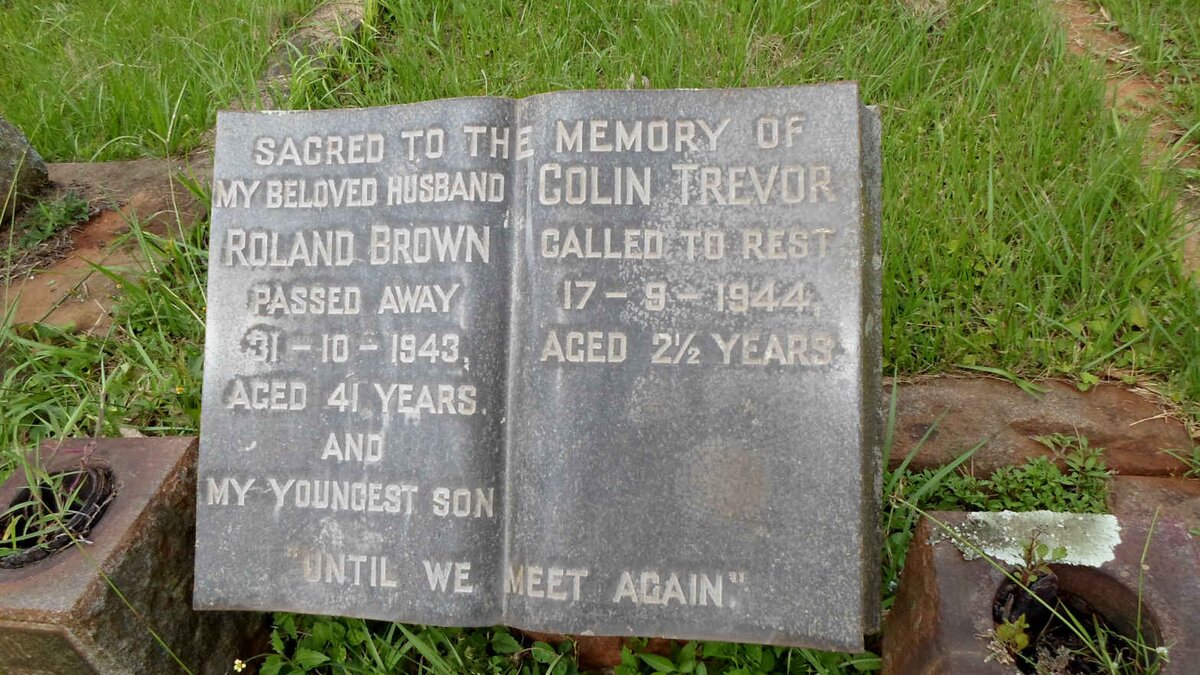 SACRED TO THE MEMORY OF
MY BELOVED HUSBAND
ROLAND BROWN
PASSED AWAY
31-10-1943,
AGED 41 YEARS.
AND
MY YOUNGEST SON
COLIN TREVOR
CALLED TO REST
17-9-1944,
AGED 2½ YEARS
"UNTIL WE MEET AGAIN."